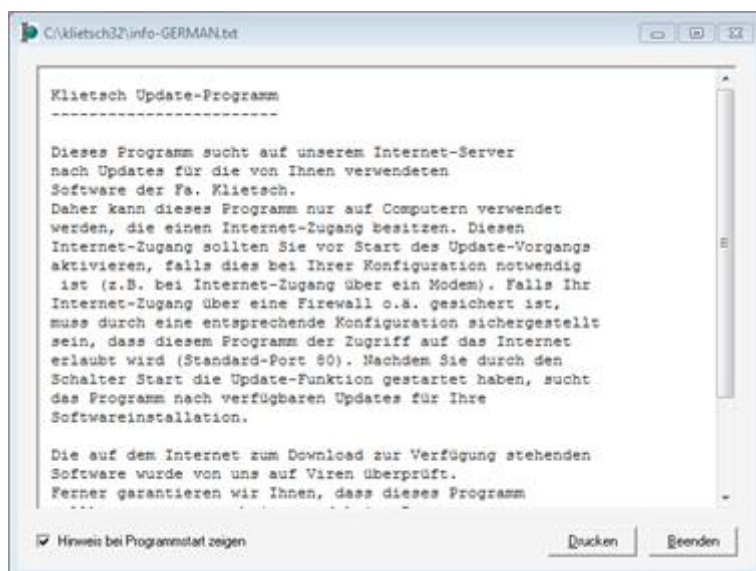 C:\klietsch32\info-GERMAN.txt
Klietsch Update-Programm
------------------------
Dieses Programm sucht auf unserem Internet-Server
nach Updates für die von Ihnen verwendeten
Software der Fa. Klietsch.
Daher kann dieses Programm nur auf Computern verwendet
werden, die einen Internet-Zugang besitzen. Diesen
Internet-Zugang sollten Sie vor Start des Update-Vorgangs
aktivieren, falls dies bei Ihrer Konfiguration notwendig
ist (z.B. bei Internet-Zugang über ein Modem). Falls Ihr
Internet-Zugang über eine Firewall o.ä. gesichert ist,
muss durch eine entsprechende Konfiguration sichergestellt
sein, dass diesem Program der Zugriff auf das Internet
erlaubt wird (Standard-Port 80). Nachdem Sie durch den
Schalter Start die Update-Funktion gestartet haben, sucht
das Programm nach verfügbaren Updates für Ihre
Softwareinstallation.
Die auf dem Internet zum Download zur Verfügung stehenden
Software wurde von uns auf Viren überprüft.
Ferner garantieren wir Ihnen, dass dieses Programm
Hinweis bei Programmstart zeigen
Drucken
Beenden